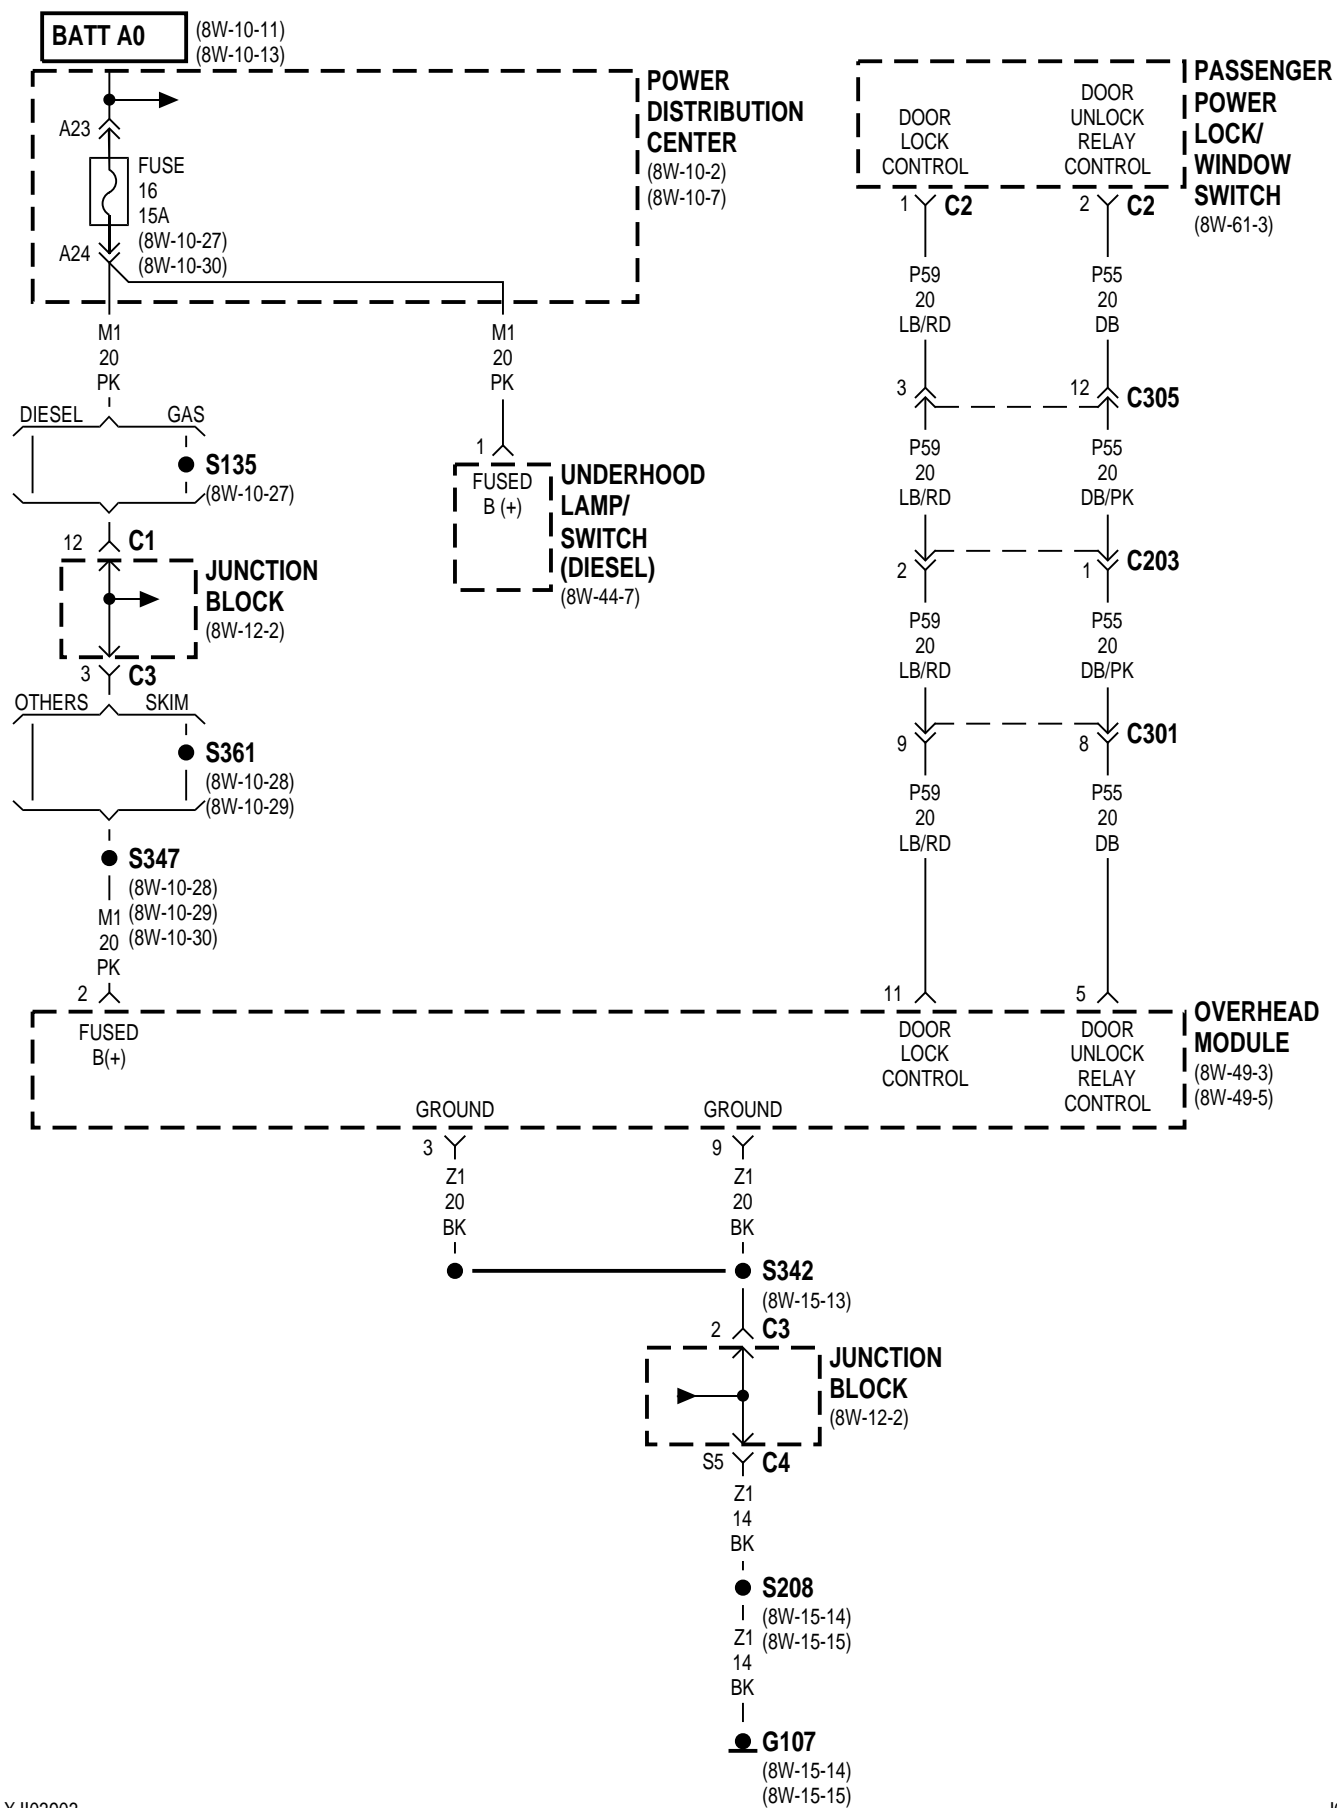 BATT A0
(8W-10-11)
(8W-10-13)
POWER
DISTRIBUTION
CENTER
(8W-10-2)
(8W-10-7)
A23
FUSE
16
15A
(8W-10-27)
(8W-10-30)
A24
PASSENGER
POWER
LOCK/
WINDOW
SWITCH
(8W-61-3)
DOOR
LOCK
CONTROL
DOOR
UNLOCK
RELAY
CONTROL
1 C2
2 C2
P59
20
LB/RD
P55
20
DB
M1
20
PK
M1
20
PK
3
12 C305
DIESEL GAS
S135
(8W-10-27)
P59
20
LB/RD
P55
20
DB/PK
1
FUSED
B (+)
UNDERHOOD
LAMP/
SWITCH
(DIESEL)
(8W-44-7)
12 C1
JUNCTION
BLOCK
(8W-12-2)
3 C3
2
1 C203
P59
20
LB/RD
P55
20
DB/PK
OTHERS SKIM
S361
(8W-10-28)
(8W-10-29)
9
8 C301
P59
20
LB/RD
P55
20
DB
S347
(8W-10-28)
(8W-10-29)
(8W-10-30)
M1
20
PK
2
11
5
FUSED
B(+)
DOOR
LOCK
CONTROL
DOOR
UNLOCK
RELAY
CONTROL
OVERHEAD
MODULE
(8W-49-3)
(8W-49-5)
GROUND
GROUND
3
9
Z1
20
BK
Z1
20
BK
S342
(8W-15-13)
2 C3
JUNCTION
BLOCK
(8W-12-2)
S5 C4
Z1
14
BK
S208
(8W-15-14)
(8W-15-15)
Z1
14
BK
G107
(8W-15-14)
(8W-15-15)